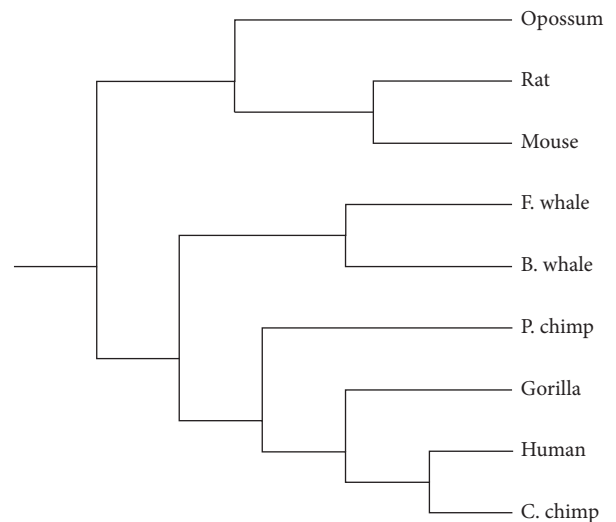 Opossum
Rat
Mouse
F. whale
B. whale
P. chimp
Gorilla
Human
C. chimp